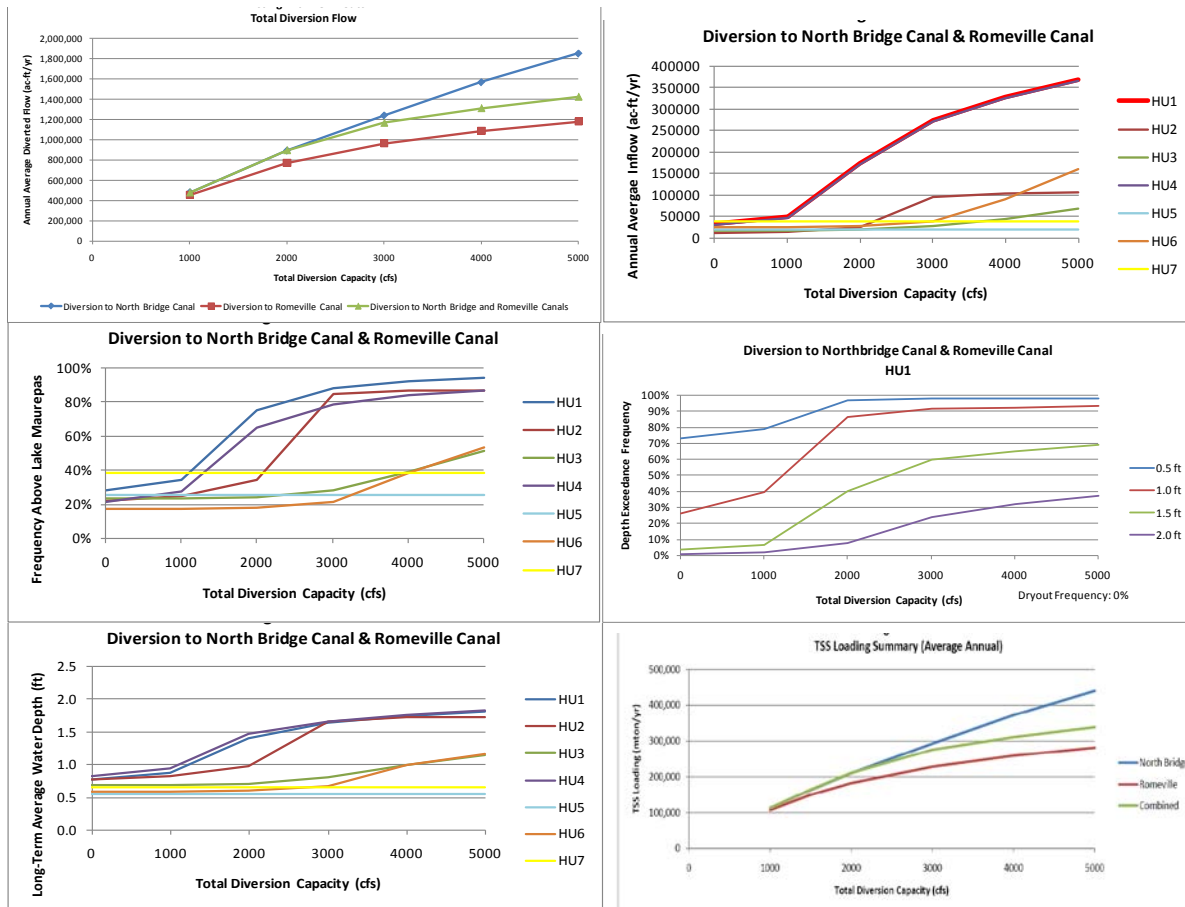 Total Diversion Flow
Annual Average Diverted Flow (ac-ft/yr)
2,000,000
1,800,000
1,600,000
1,400,000
1,200,000
1,000,000
800,000
600,000
400,000
200,000
0
0 1000 2000 3000 4000 5000
Total Diversion Capacity (cfs)
Diversion to North Bridge Canal Diversion to Romeville Canal Diversion to North Bridge and Romeville Canals
Diversion to North Bridge Canal & Romeville Canal
Annual Avergae Inflow (ac-ft/yr)
400000
350000
300000
250000
200000
150000
100000
50000
0
0 1000 2000 3000 4000 5000
Total Diversion Capacity (cfs)
HU1
HU2
HU3
HU4
HU5
HU6
HU7
Diversion to North Bridge Canal & Romeville Canal
Frequency Above Lake Maurepas
100%
80%
60%
40%
20%
0%
0 1000 2000 3000 4000 5000
Total Diversion Capacity (cfs)
HU1
HU2
HU3
HU4
HU5
HU6
HU7
Diversion to Northbridge Canal & Romeville Canal
HU1
Depth Exceedance Frequency
100%
90%
80%
70%
60%
50%
40%
30%
20%
10%
0%
0 1000 2000 3000 4000 5000
Total Diversion Capacity (cfs)
Dryout Frequency: 0%
0.5 ft
1.0 ft
1.5 ft
2.0 ft
Diversion to North Bridge Canal & Romeville Canal
Long-Term Average Water Depth (ft)
2.5
2.0
1.5
1.0
0.5
0.0
0 1000 2000 3000 4000 5000
Total Diversion Capacity (cfs)
HU1
HU2
HU3
HU4
HU5
HU6
HU7
TSS Loading Summary (Average Annual)
TSS Loading (mton/yr)
500,000
400,000
300,000
200,000
100,000
0
0 1000 2000 3000 4000 5000
Total Diversion Capacity (cfs)
North Bridge
Romeville
Combined